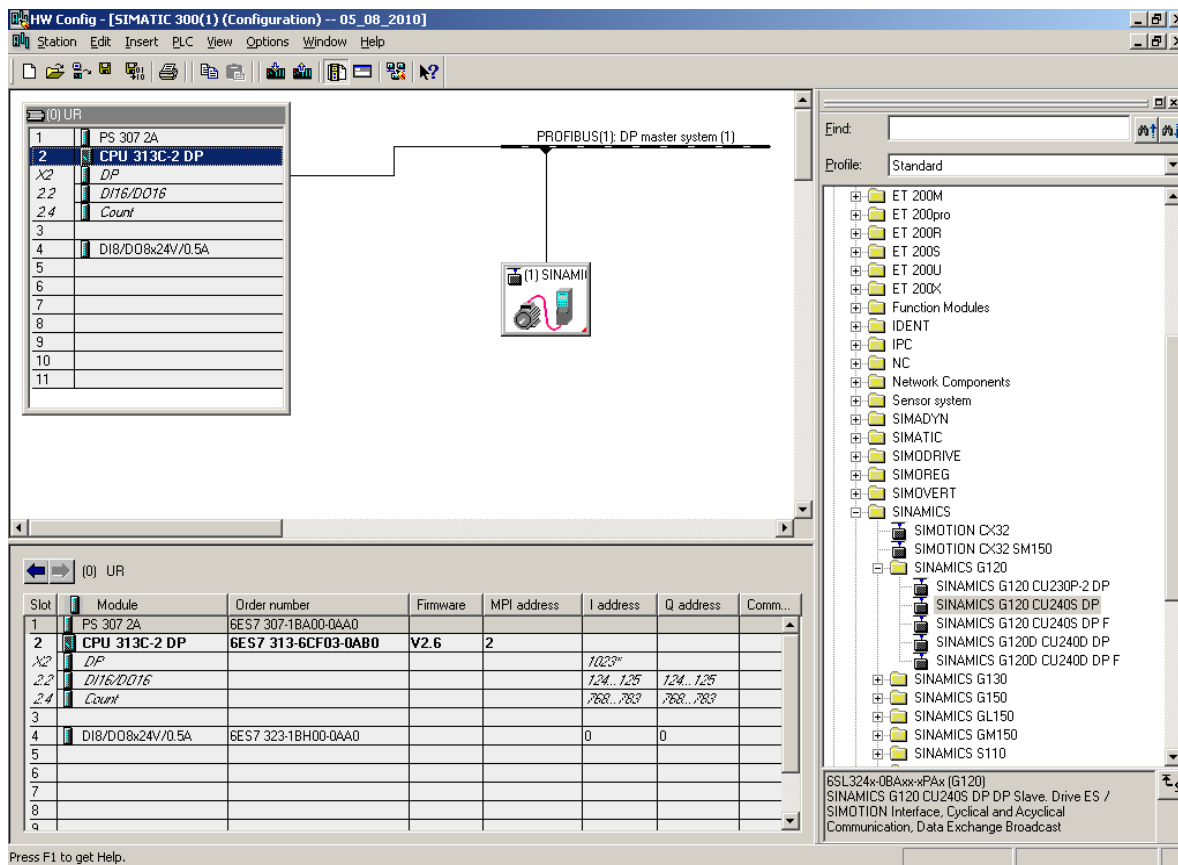 HW Config - [SIMATIC 300(1) (Configuration) -- 05_08_2010]
Station Edit Insert PLC View Options Window Help
(0) UR
1 PS 307 2A
2 CPU 313C-2 DP
X2 DP
2.2 DI16/DO16
2.4 Count
3
4 DI8/DO8x24V/0.5A
5
6
7
8
9
10
11
PROFIBUS(1): DP master system (1)
(1) SINAMI
Find:
Profile: Standard
ET 200M
ET 200pro
ET 200R
ET 200S
ET 200U
ET 200X
Function Modules
IDENT
IPC
NC
Network Components
Sensor system
SIMADYN
SIMATIC
SIMODRIVE
SIMOREG
SIMOVERT
SINAMICS
SIMOTION CX32
SIMOTION CX32 SM150
SINAMICS G120
SINAMICS G120 CU230P-2 DP
SINAMICS G120 CU240S DP
SINAMICS G120 CU240S DP F
SINAMICS G120D CU240D DP
SINAMICS G120D CU240D DP F
SINAMICS G130
SINAMICS G150
SINAMICS GL150
SINAMICS GM150
SINAMICS S110
6SL324x-0BAxx-xPAx (G120)
SINAMICS G120 CU240S DP DP Slave. Drive ES /
SIMOTION Interface, Cyclical and Acyclical
Communication, Data Exchange Broadcast
(0) UR
Slot Module Order number Firmware MPI address I address Q address Comm...
1 PS 307 2A 6ES7 307-1BA00-0AA0
2 CPU 313C-2 DP 6ES7 313-6CF03-0AB0 V2.6 2
X2 DP 1023*
2.2 DI16/DO16 124...125 124...125
2.4 Count 768...783 768...783
3
4 DI8/DO8x24V/0.5A 6ES7 323-1BH00-0AA0 0 0
5
6
7
8
9
Press F1 to get Help.